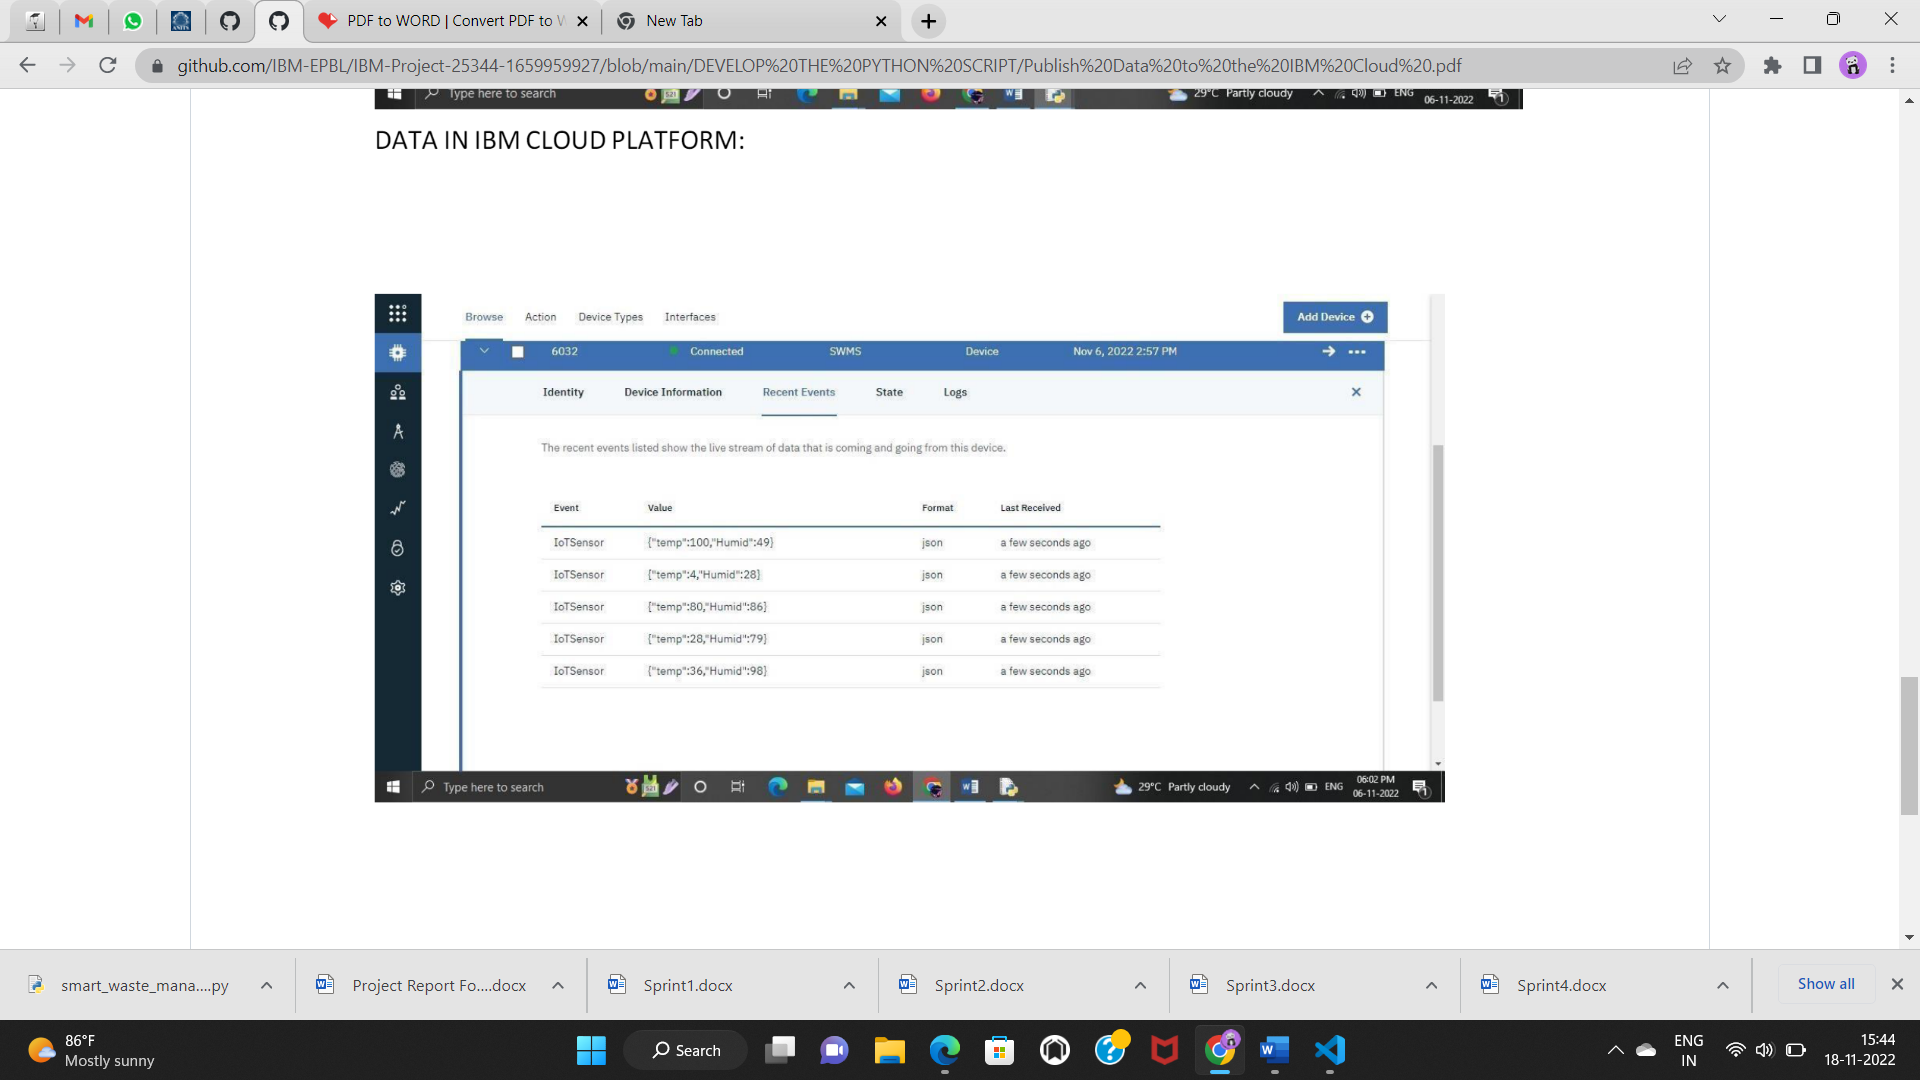 PDF to WORD | Convert PDF to W
New Tab
github.com/IBM-EPBL/IBM-Project-25344-1659959927/blob/main/DEVELOP%20THE%20PYTHON%20SCRIPT/Publish%20Data%20to%20the%20IBM%20Cloud%20.pdf
Type here to search
29°C Partly cloudy
ENG
06-11-2022
DATA IN IBM CLOUD PLATFORM:
Browse Action Device Types Interfaces
Add Device
6032 Connected SWMS Device Nov 6, 2022 2:57 PM
Identity Device Information Recent Events State Logs
The recent events listed show the live stream of data that is coming and going from this device.
Event Value Format Last Received
IoTSensor {"temp":100,"Humid":49} json a few seconds ago
IoTSensor {"temp":4,"Humid":28} json a few seconds ago
IoTSensor {"temp":80,"Humid":86} json a few seconds ago
IoTSensor {"temp":28,"Humid":79} json a few seconds ago
IoTSensor {"temp":36,"Humid":98} json a few seconds ago
Type here to search
29°C Partly cloudy
ENG
06:02 PM
06-11-2022
smart_waste_mana....py
Project Report Fo....docx
Sprint1.docx
Sprint2.docx
Sprint3.docx
Sprint4.docx
Show all
86°F
Mostly sunny
Search
ENG
IN
15:44
18-11-2022